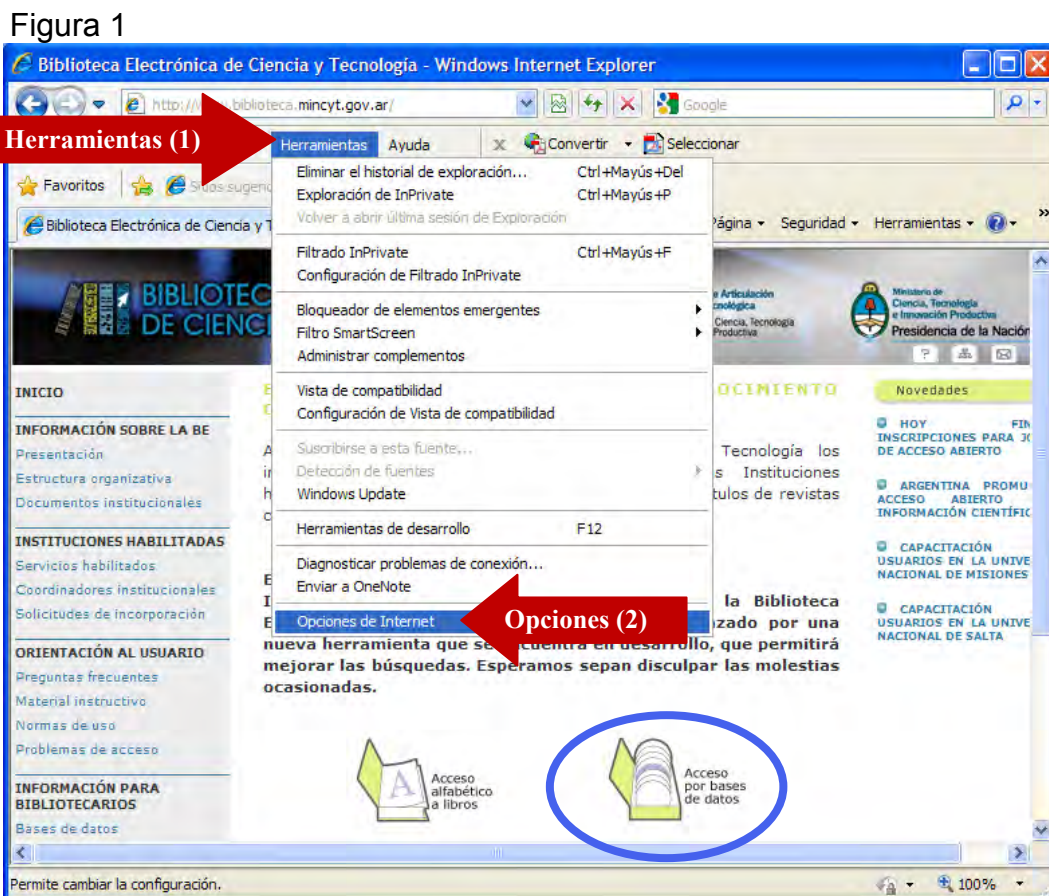 Figura 1
Biblioteca Electrónica de Ciencia y Tecnología - Windows Internet Explorer
http:// biblioteca.mincyt.gov.ar/ Google
Herramientas (1)
Herramientas Ayuda x Convertir Seleccionar
Favoritos Sitios
Biblioteca Electrónica de Ciencia y T Página Seguridad Herramientas »
Eliminar el historial de exploración... Ctrl+Mayús+Del
Exploración de InPrivate Ctrl+Mayús+P
Volver a abrir última sesión de Exploración
Filtrado InPrivate Ctrl+Mayús+F
Configuración de Filtrado InPrivate
Bloqueador de elementos emergentes
Filtro SmartScreen
Administrar complementos
Vista de compatibilidad
Configuración de Vista de compatibilidad
Suscribirse a esta fuente...
Detección de fuentes
Windows Update
Herramientas de desarrollo F12
Diagnosticar problemas de conexión...
Enviar a OneNote
Opciones de Internet
Opciones (2)
BIBLIOTEC
DE CIENCI
e Articulación
Ciencia, Tecnología
Productiva
Ministerio de
Ciencia, Tecnología
e Innovación Productiva
Presidencia de la Nación
INICIO
INFORMACIÓN SOBRE LA BE
Presentación
Estructura organizativa
Documentos institucionales
INSTITUCIONES HABILITADAS
Servicios habilitados
Coordinadores institucionales
Solicitudes de incorporación
ORIENTACIÓN AL USUARIO
Preguntas frecuentes
Material instructivo
Normas de uso
Problemas de acceso
INFORMACIÓN PARA
BIBLIOTECARIOS
Bases de datos
OCIMIENTO
Tecnología los
s Instituciones
tulos de revistas
la Biblioteca
zado por una
nueva herramienta que se encuentra en desarrollo, que permitirá
mejorar las búsquedas. Esperamos sepan disculpar las molestias
ocasionadas.
A
Acceso
alfabético
a libros
Acceso
por bases
de datos
Novedades
HOY FIN
INSCRIPCIONES PARA JO
DE ACCESO ABIERTO
ARGENTINA PROMU
ACCESO ABIERTO
INFORMACIÓN CIENTÍFIC
CAPACITACIÓN
USUARIOS EN LA UNIVE
NACIONAL DE MISIONES
CAPACITACIÓN
USUARIOS EN LA UNIVE
NACIONAL DE SALTA
Permite cambiar la configuración. 100%